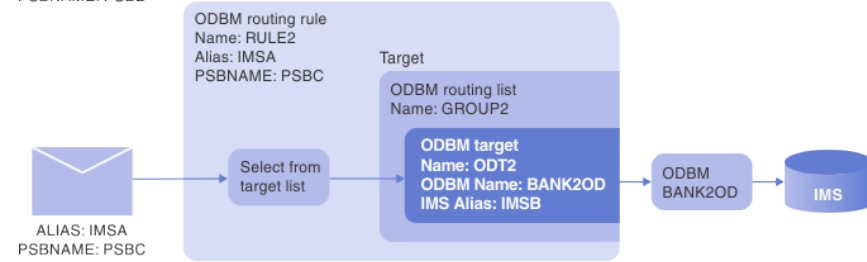 ODBM routing rule
Name: RULE2
Alias: IMSA
PSBNAME: PSBC
Target
ODBM routing list
Name: GROUP2
ODBM target
Name: ODT2
ODBM Name: BANK2OD
IMS Alias: IMSB
Select from
target list
ODBM
BANK2OD
IMS
ALIAS: IMSA
PSBNAME: PSBC